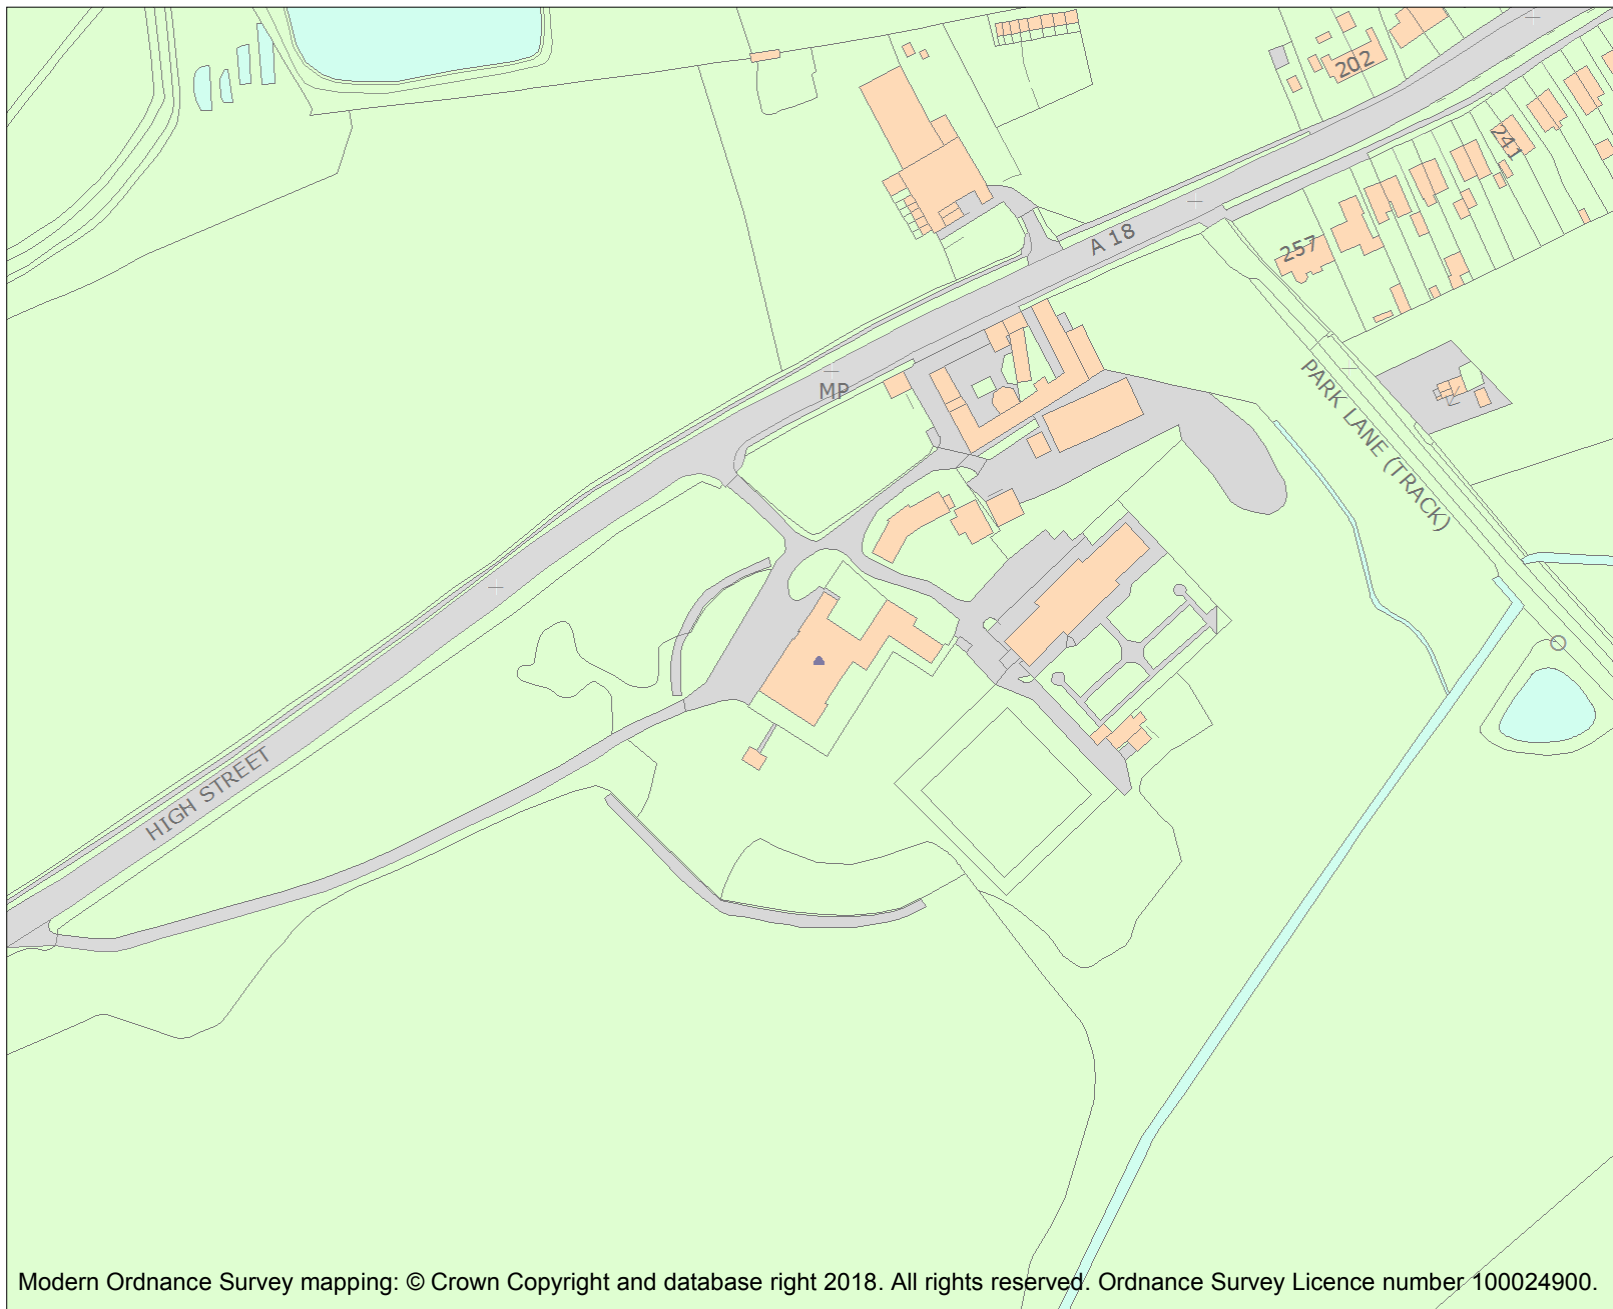 202
241
A 18
257
MP
PARK LANE (TRACK)
HIGH STREET
Modern Ordnance Survey mapping: © Crown Copyright and database right 2018. All rights reserved. Ordnance Survey Licence number 100024900.